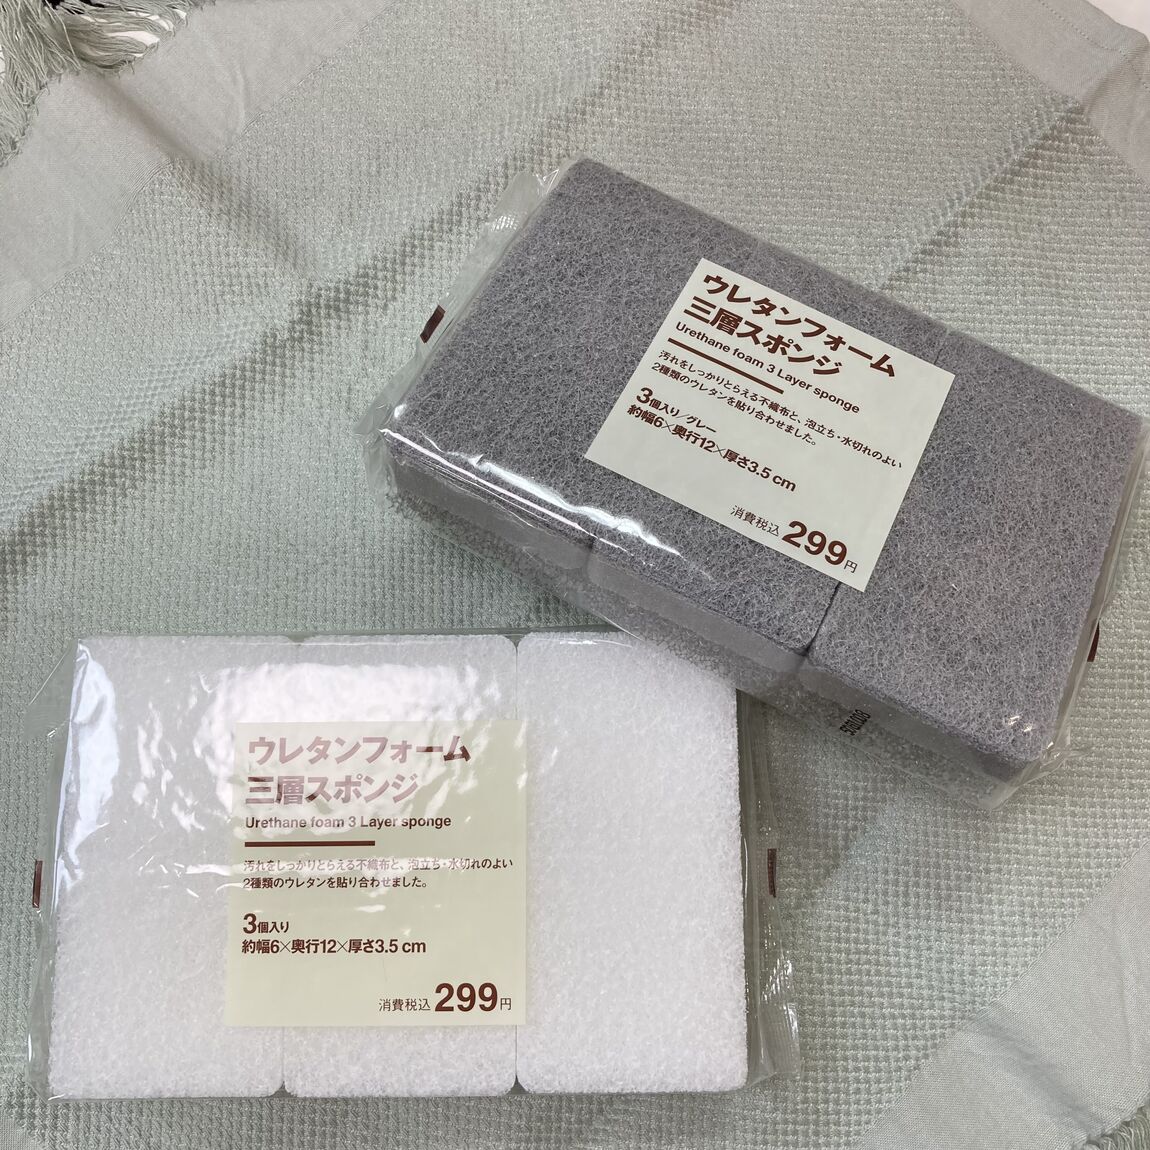 ウレタンフォーム
三層スポンジ
Urethane foam 3 Layer sponge
汚れをしっかりとらえる不織布と、泡立ち・水切れのよい
2種類のウレタンを貼り合わせました。
3個入り／グレー
約幅6×奥行12×厚さ3.5 cm
消費税込299円
ウレタンフォーム
三層スポンジ
Urethane foam 3 Layer sponge
汚れをしっかりとらえる不織布と、泡立ち・水切れのよい
2種類のウレタンを貼り合わせました。
3個入り
約幅6×奥行12×厚さ3.5 cm
消費税込299円